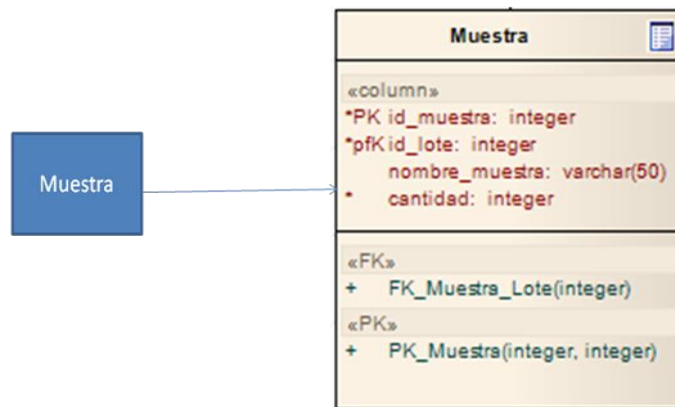 Muestra
Muestra
«column»
*PK id_muestra: integer
*pfK id_lote: integer
nombre_muestra: varchar(50)
* cantidad: integer
«FK»
+ FK_Muestra_Lote(integer)
«PK»
+ PK_Muestra(integer, integer)